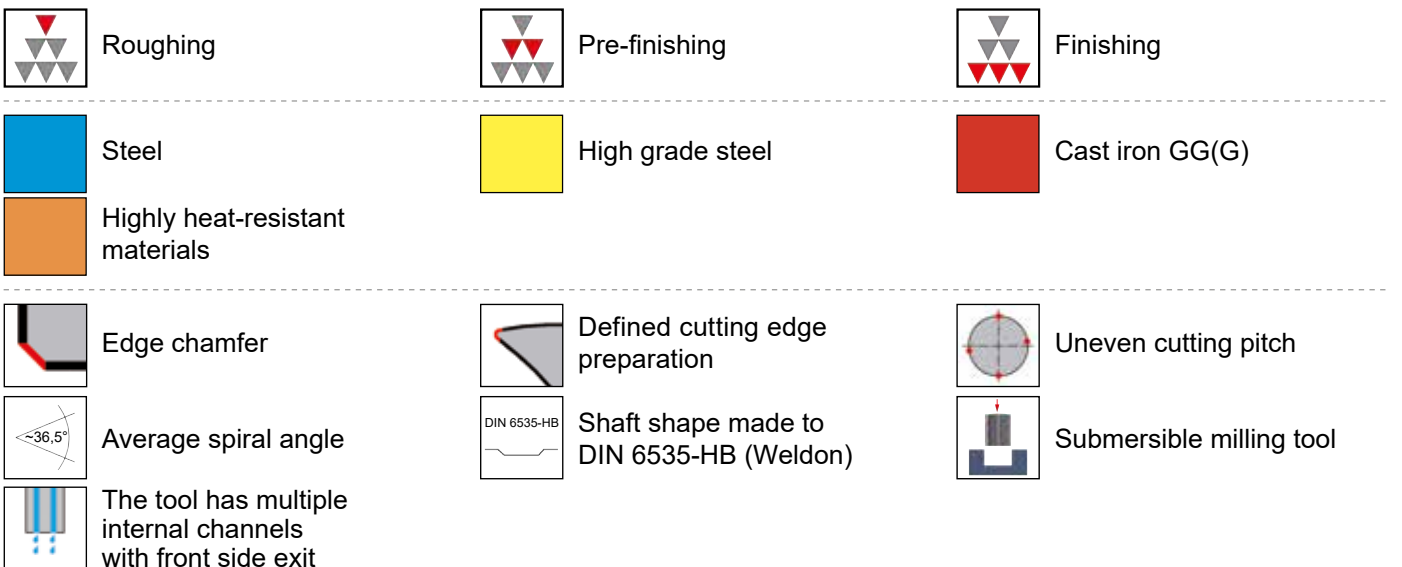 Roughing
Pre-finishing
Finishing
Steel
High grade steel
Cast iron GG(G)
Highly heat-resistant
materials
Edge chamfer
Defined cutting edge
preparation
Uneven cutting pitch
~36,5°
Average spiral angle
DIN 6535-HB
Shaft shape made to
DIN 6535-HB (Weldon)
Submersible milling tool
The tool has multiple
internal channels
with front side exit